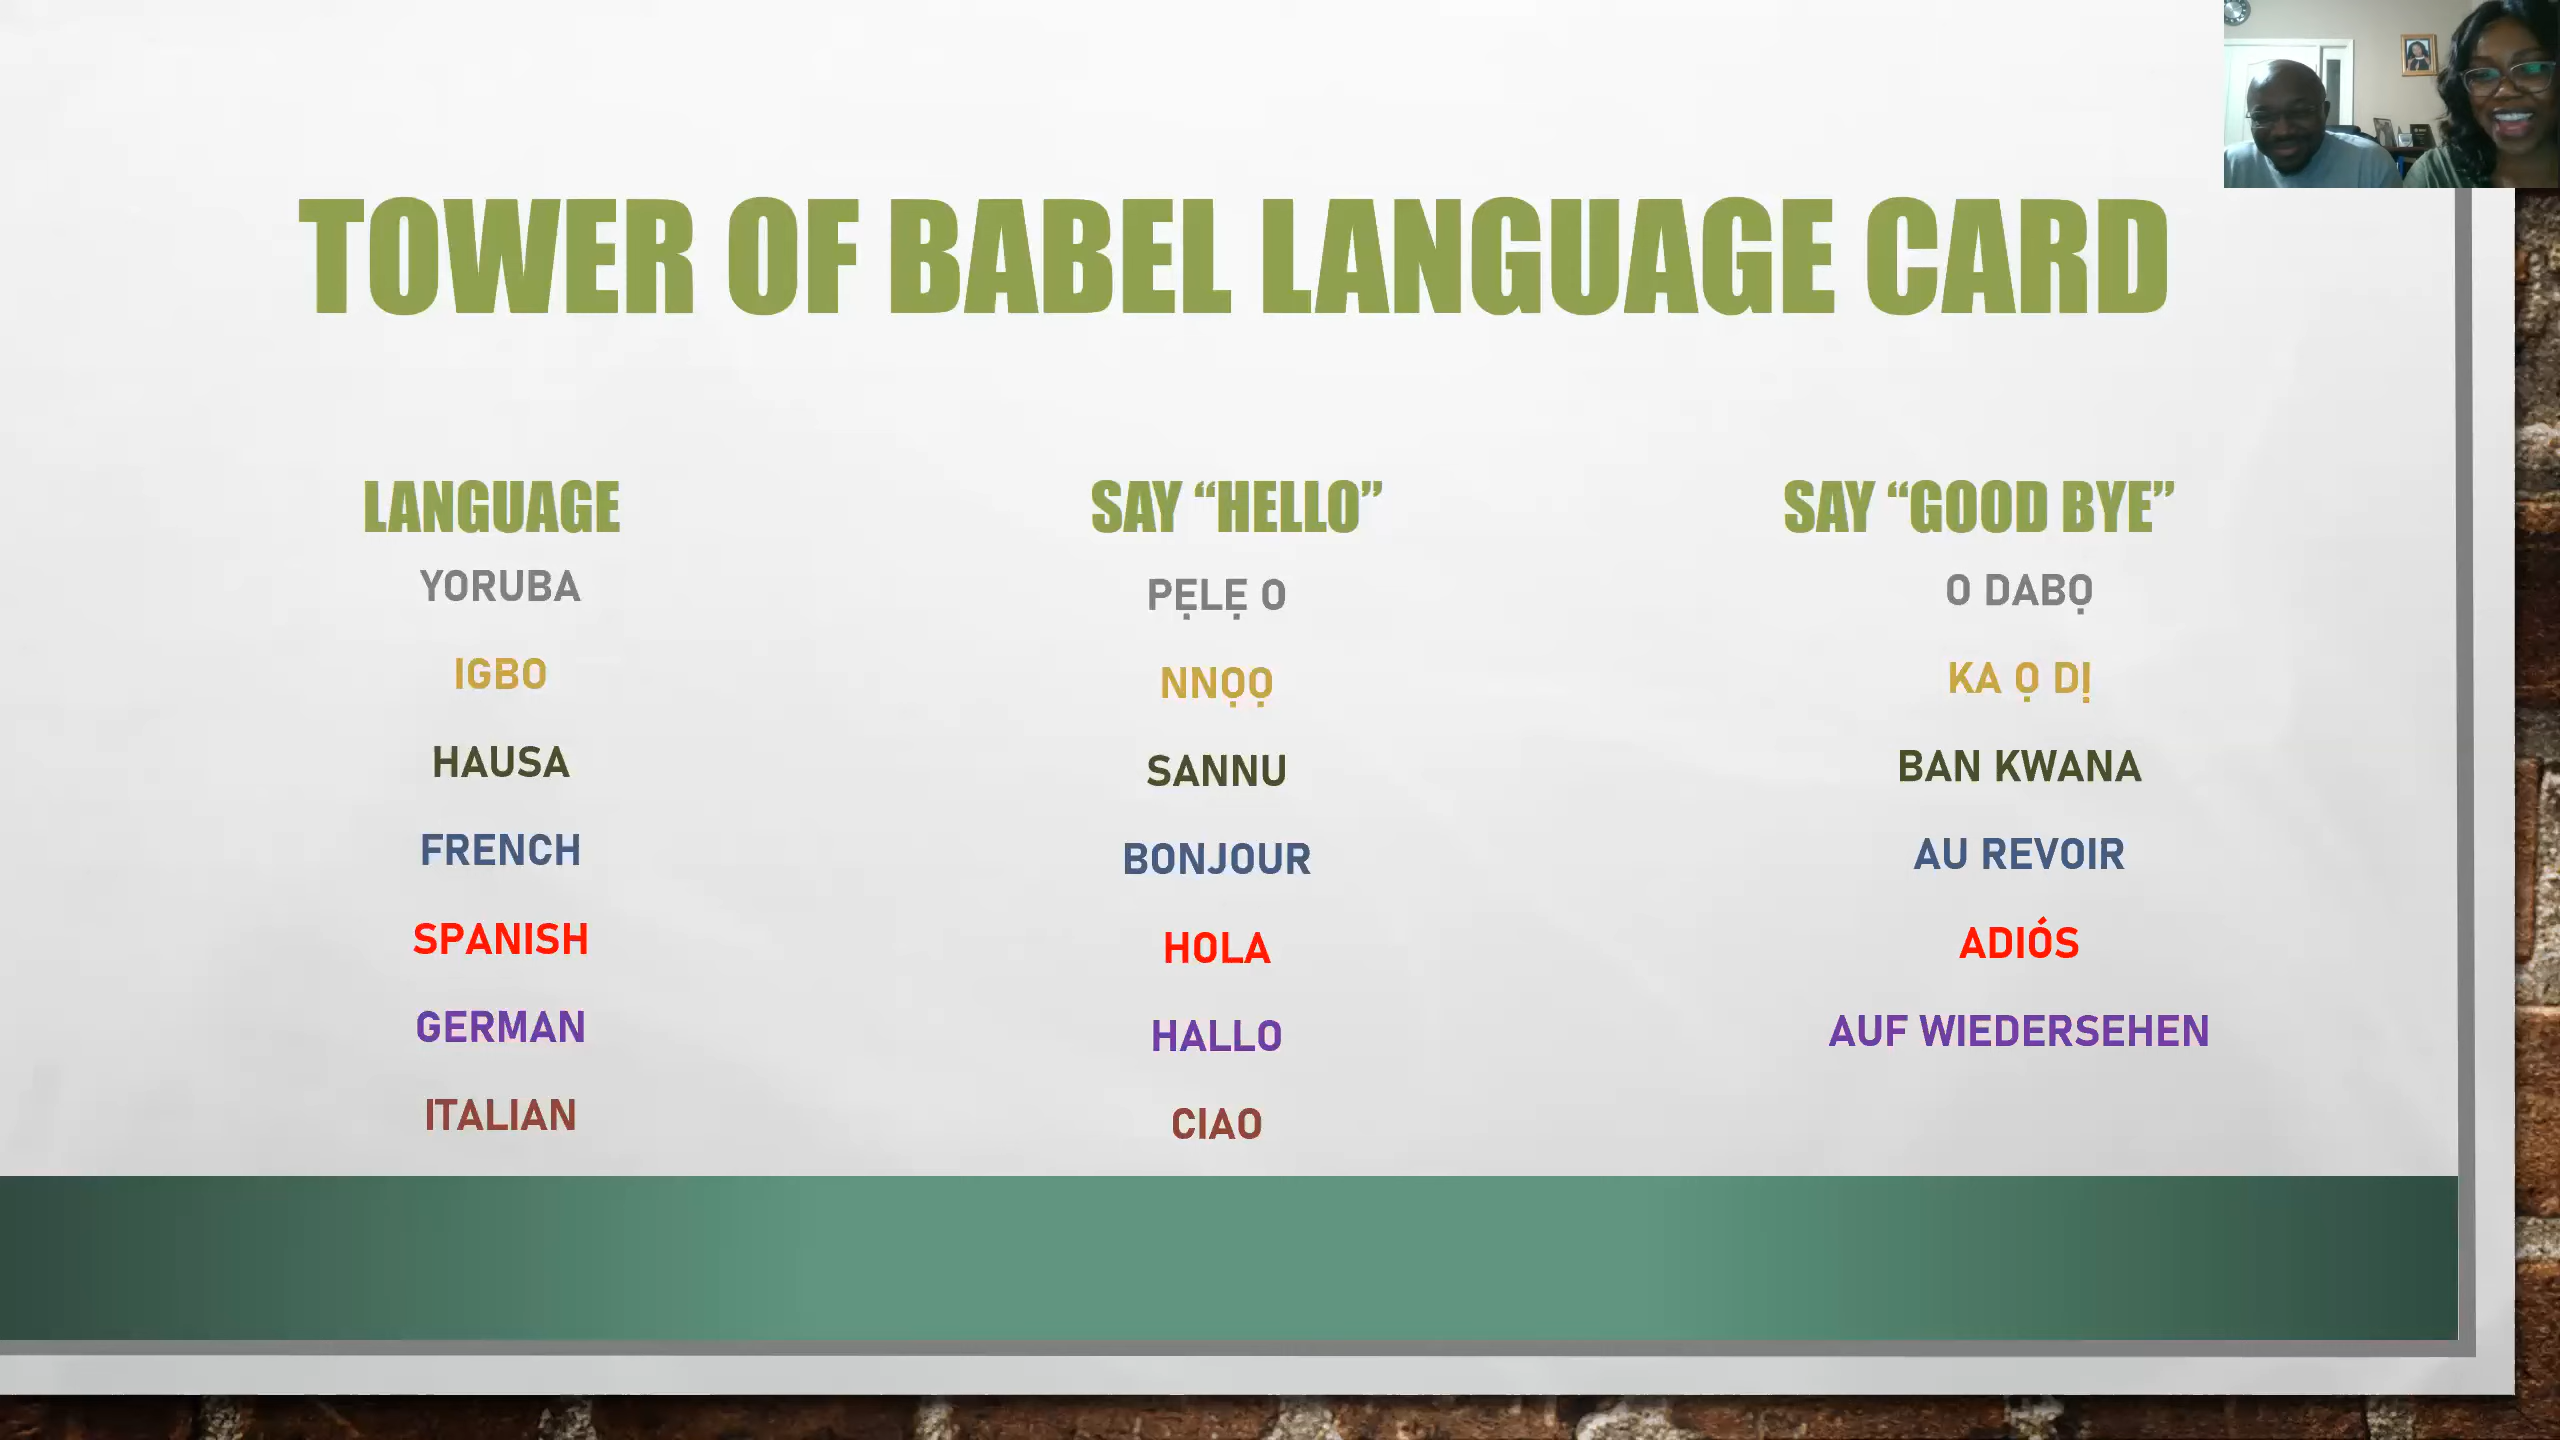 TOWER OF BABEL LANGUAGE CARD
LANGUAGE SAY “HELLO” SAY “GOOD BYE”
YORUBA PẸLẸ O O DABỌ
IGBO NNỌỌ KA Ọ DỊ
HAUSA SANNU BAN KWANA
FRENCH BONJOUR AU REVOIR
SPANISH HOLA ADIÓS
GERMAN HALLO AUF WIEDERSEHEN
ITALIAN CIAO